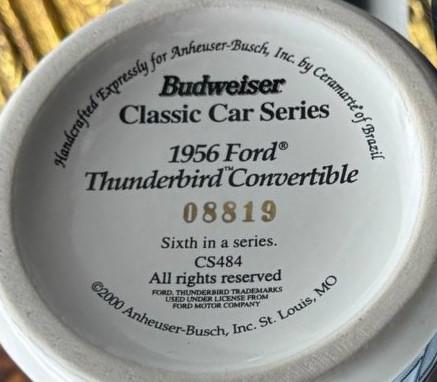 Handcrafted Expressly for Anheuser-Busch, Inc. by Ceramarte® of Brazil
Budweiser
Classic Car Series
1956 Ford®
Thunderbird™ Convertible
08819
Sixth in a series.
CS484
All rights reserved
FORD, THUNDERBIRD TRADEMARKS
USED UNDER LICENSE FROM
FORD MOTOR COMPANY
©2000 Anheuser-Busch, Inc. St. Louis, MO